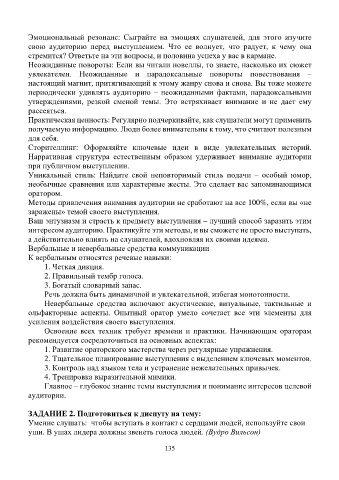 Эмоциональный резонанс: Сыграйте на эмоциях слушателей, для этого изучите
свою аудиторию перед выступлением. Что ее волнует, что радует, к чему она
стремится? Ответьте на эти вопросы, и половина успеха у вас в кармане.
Неожиданные повороты: Если вы читали новеллы, то знаете, насколько их сюжет
увлекателен. Неожиданные и парадоксальные повороты повествования –
настоящий магнит, притягивающий к этому жанру снова и снова. Вы тоже можете
периодически удивлять аудиторию – неожиданными фактами, парадоксальными
утверждениями, резкой сменой темы. Это встряхивает внимание и не дает ему
рассеяться.
Практическая ценность: Регулярно подчеркивайте, как слушатели могут применить
получаемую информацию. Люди более внимательны к тому, что считают полезным
для себя.
Сторителлинг: Оформляйте ключевые идеи в виде увлекательных историй.
Нарративная структура естественным образом удерживает внимание аудитории
при публичном выступлении.
Уникальный стиль: Найдите свой неповторимый стиль подачи – особый юмор,
необычные сравнения или характерные жесты. Это сделает вас запоминающимся
оратором.
Методы привлечения внимания аудитории не сработают на все 100%, если вы «не
заражены» темой своего выступления.
Ваш энтузиазм и страсть к предмету выступления – лучший способ заразить этим
интересом аудиторию. Практикуйте эти методы, и вы сможете не просто выступать,
а действительно влиять на слушателей, вдохновляя их своими идеями.
Вербальные и невербальные средства коммуникации
К вербальным относятся речевые навыки:
1. Четкая дикция.
2. Правильный тембр голоса.
3. Богатый словарный запас.
Речь должна быть динамичной и увлекательной, избегая монотонности.
Невербальные средства включают акустические, визуальные, тактильные и
ольфакторные аспекты. Опытный оратор умело сочетает все эти элементы для
усиления воздействия своего выступления.
Освоение всех техник требует времени и практики. Начинающим ораторам
рекомендуется сосредоточиться на основных аспектах:
1. Развитие ораторского мастерства через регулярные упражнения.
2. Тщательное планирование выступления с выделением ключевых моментов.
3. Контроль над языком тела и устранение нежелательных привычек.
4. Тренировка выразительной мимики.
Главное – глубокое знание темы выступления и понимание интересов целевой
аудитории.
ЗАДАНИЕ 2. Подготовиться к диспуту на тему:
Умение слушать: чтобы вступать в контакт с сердцами людей, используйте свои
уши. В ушах лидера должны звенеть голоса людей. (Вудро Вильсон)
135